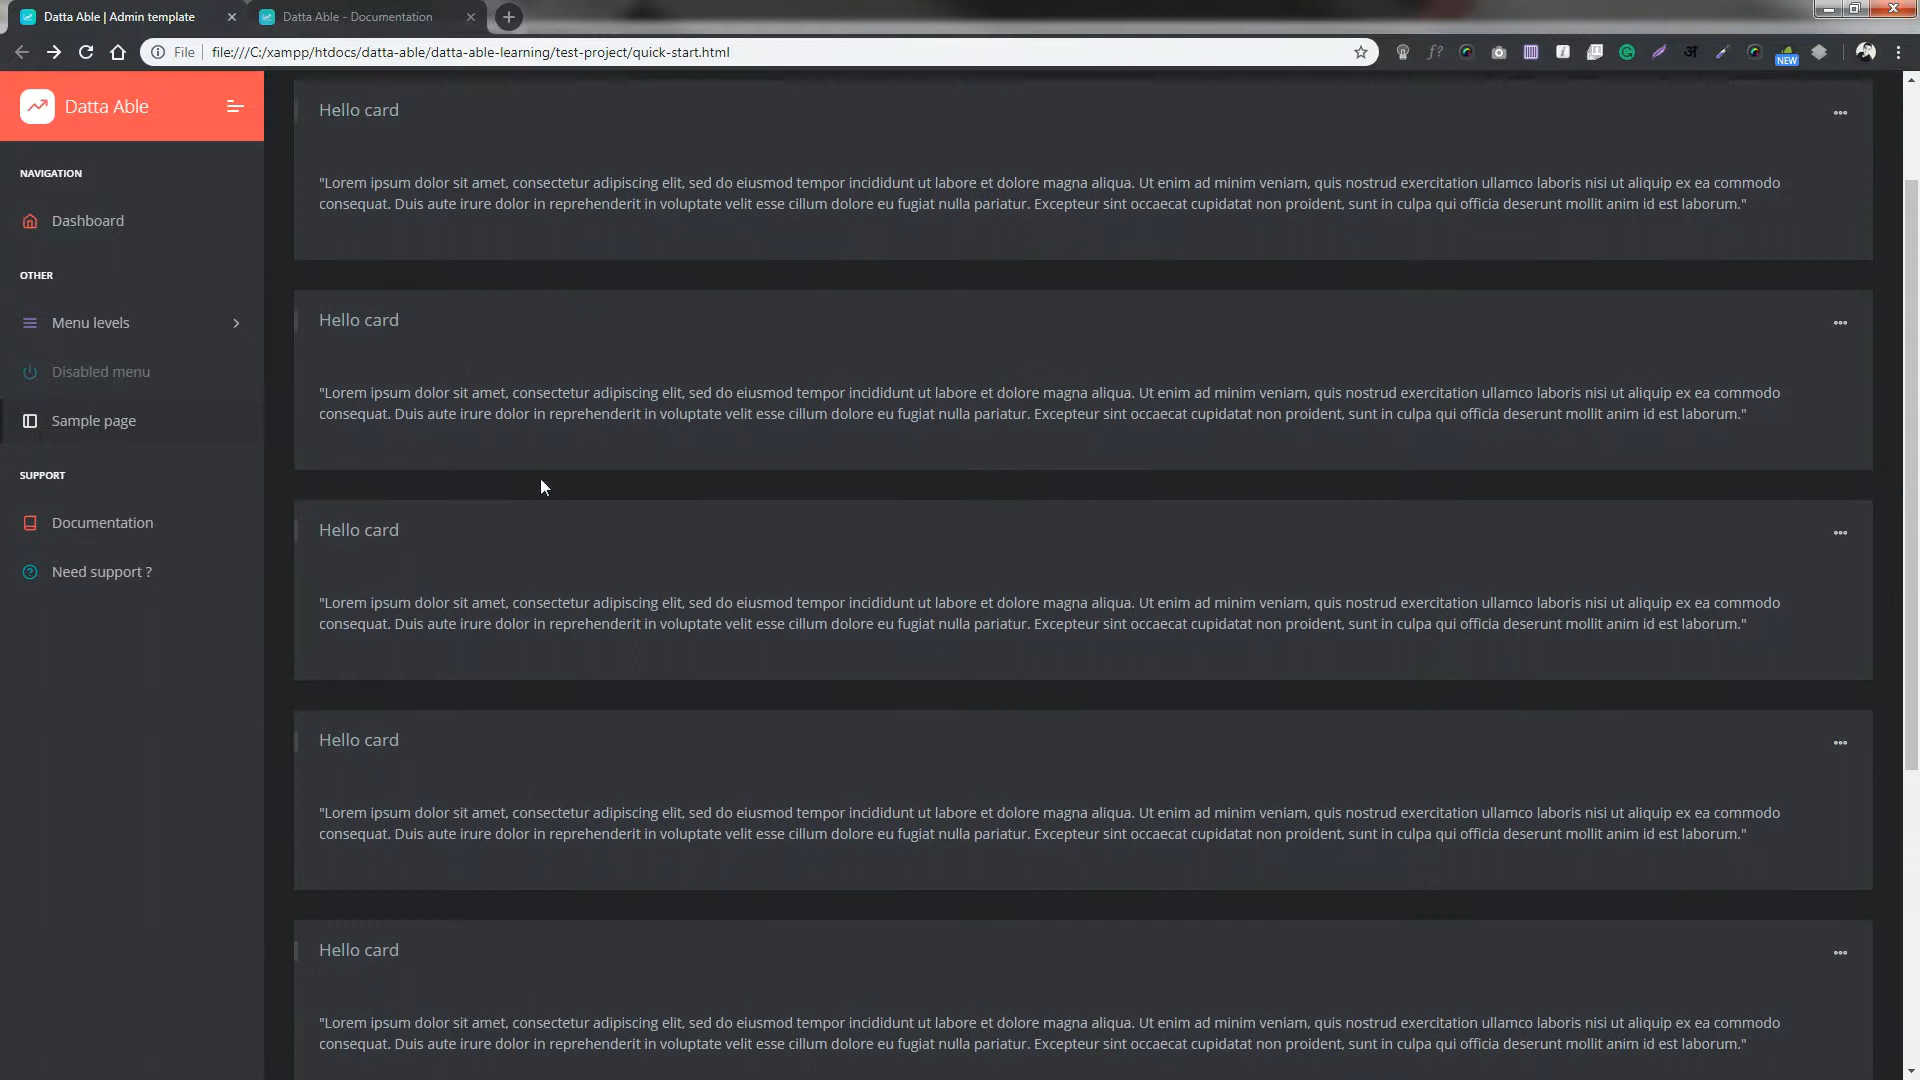 Datta Able | Admin template
Datta Able - Documentation
File
file:///C:/xampp/htdocs/datta-able/datta-able-learning/test-project/quick-start.html
f?
NEW
Datta Able
NAVIGATION
Dashboard
OTHER
Menu levels
Disabled menu
Sample page
SUPPORT
Documentation
Need support ?
Hello card
"Lorem ipsum dolor sit amet, consectetur adipiscing elit, sed do eiusmod tempor incididunt ut labore et dolore magna aliqua. Ut enim ad minim veniam, quis nostrud exercitation ullamco laboris nisi ut aliquip ex ea commodo
consequat. Duis aute irure dolor in reprehenderit in voluptate velit esse cillum dolore eu fugiat nulla pariatur. Excepteur sint occaecat cupidatat non proident, sunt in culpa qui officia deserunt mollit anim id est laborum."
Hello card
"Lorem ipsum dolor sit amet, consectetur adipiscing elit, sed do eiusmod tempor incididunt ut labore et dolore magna aliqua. Ut enim ad minim veniam, quis nostrud exercitation ullamco laboris nisi ut aliquip ex ea commodo
consequat. Duis aute irure dolor in reprehenderit in voluptate velit esse cillum dolore eu fugiat nulla pariatur. Excepteur sint occaecat cupidatat non proident, sunt in culpa qui officia deserunt mollit anim id est laborum."
Hello card
"Lorem ipsum dolor sit amet, consectetur adipiscing elit, sed do eiusmod tempor incididunt ut labore et dolore magna aliqua. Ut enim ad minim veniam, quis nostrud exercitation ullamco laboris nisi ut aliquip ex ea commodo
consequat. Duis aute irure dolor in reprehenderit in voluptate velit esse cillum dolore eu fugiat nulla pariatur. Excepteur sint occaecat cupidatat non proident, sunt in culpa qui officia deserunt mollit anim id est laborum."
Hello card
"Lorem ipsum dolor sit amet, consectetur adipiscing elit, sed do eiusmod tempor incididunt ut labore et dolore magna aliqua. Ut enim ad minim veniam, quis nostrud exercitation ullamco laboris nisi ut aliquip ex ea commodo
consequat. Duis aute irure dolor in reprehenderit in voluptate velit esse cillum dolore eu fugiat nulla pariatur. Excepteur sint occaecat cupidatat non proident, sunt in culpa qui officia deserunt mollit anim id est laborum."
Hello card
"Lorem ipsum dolor sit amet, consectetur adipiscing elit, sed do eiusmod tempor incididunt ut labore et dolore magna aliqua. Ut enim ad minim veniam, quis nostrud exercitation ullamco laboris nisi ut aliquip ex ea commodo
consequat. Duis aute irure dolor in reprehenderit in voluptate velit esse cillum dolore eu fugiat nulla pariatur. Excepteur sint occaecat cupidatat non proident, sunt in culpa qui officia deserunt mollit anim id est laborum."